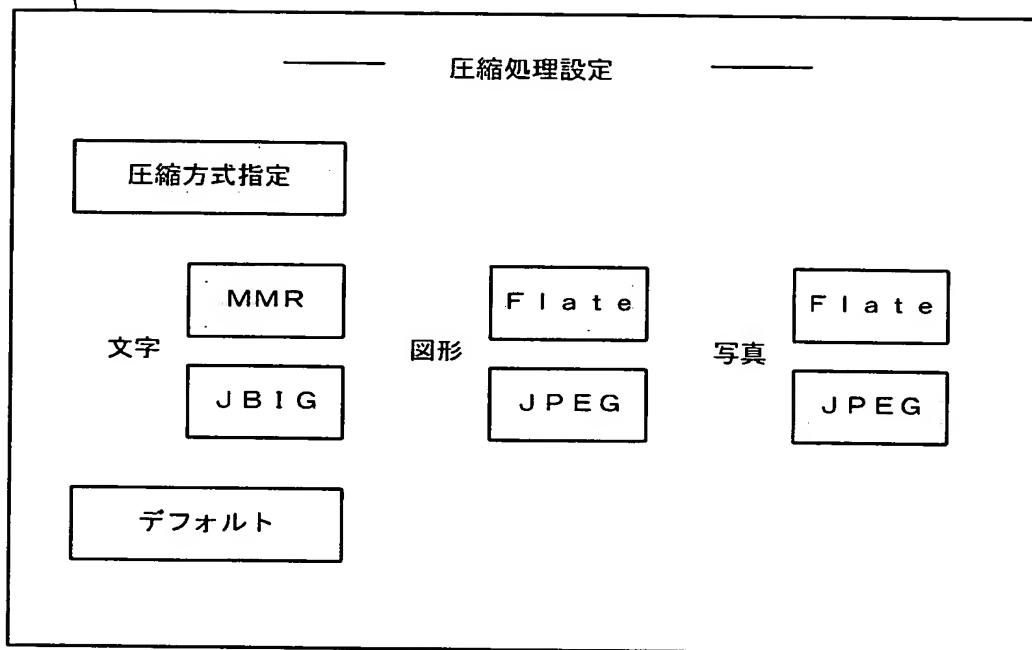 圧縮処理設定
圧縮方式指定
文字
MMR
JBIG
図形
Flate
JPEG
写真
Flate
JPEG
デフォルト